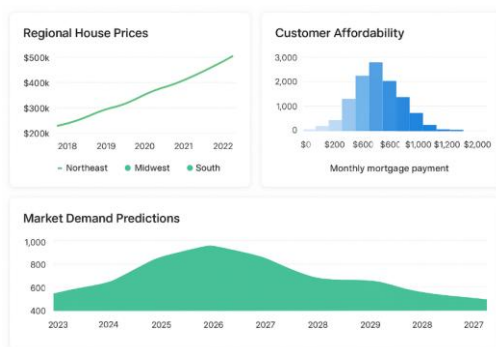 Regional House Prices
$500k
$400k
$300k
$200k
2018 2019 2020 2021 2022
Northeast Midwest South
Customer Affordability
3,000
2,000
1,000
0
$0 $200 $600 $600 $1,000 $1,200 $2,000
Monthly mortgage payment
Market Demand Predictions
1,000
800
600
400
2023 2024 2025 2026 2027 2028 2029 2028 2027